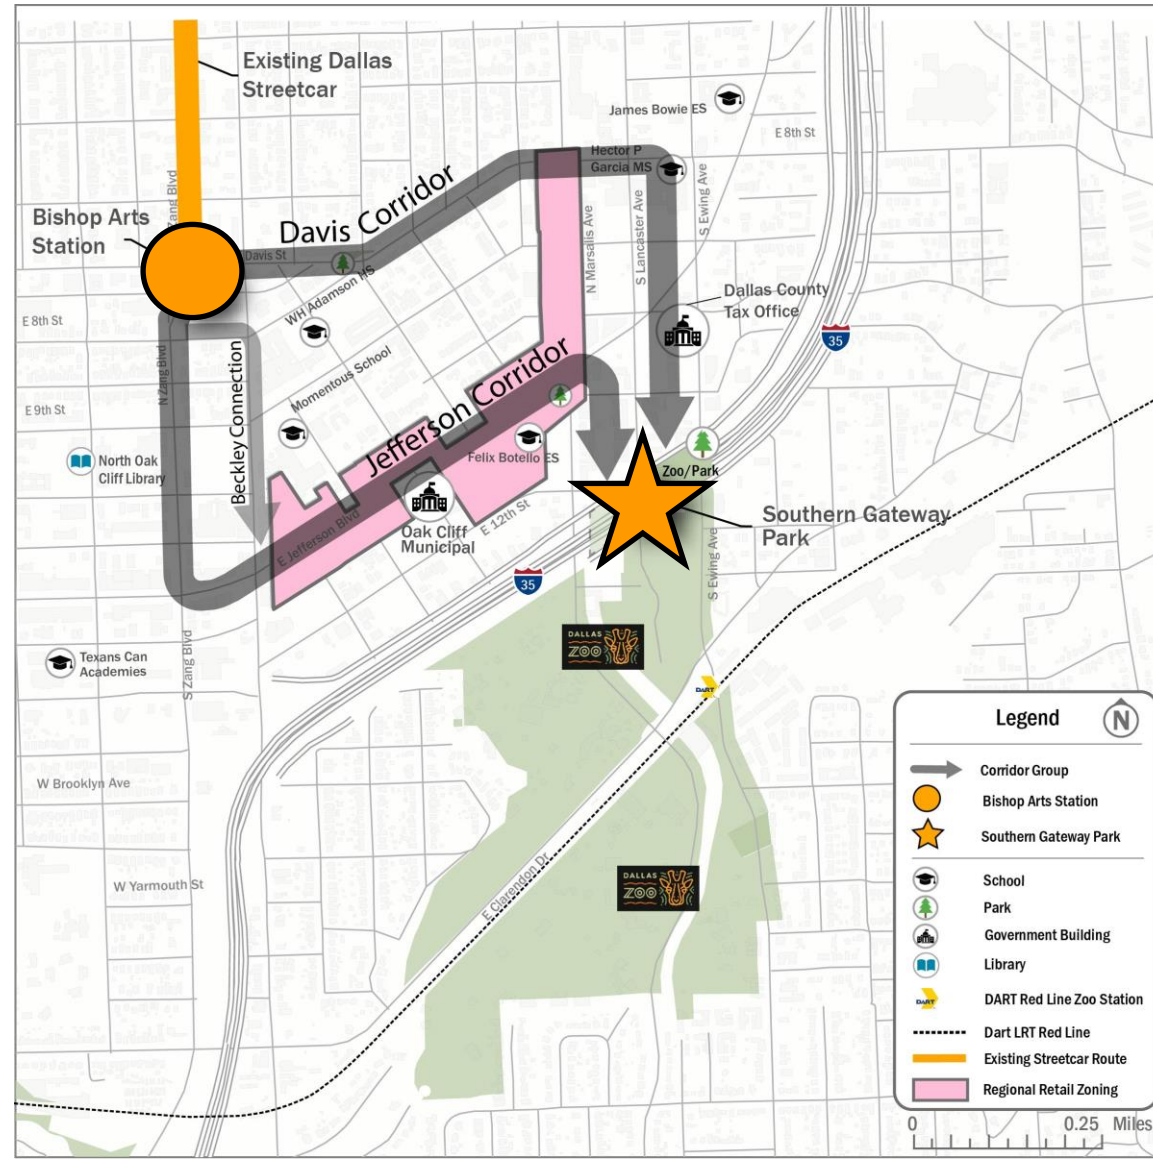 Existing Dallas
Streetcar
James Bowie ES
E 8th St
Hector P
Garcia MS
Zang Blvd
Bishop Arts
Station
Davis Corridor
Davis St
S Ewing Ave
S Lancaster Ave
N Marsalis Ave
WH Adamson HS
Dallas County
Tax Office
E 8th St
35
N Zang Blvd
Beckley Connection
Momentous School
Jefferson Corridor
E 9th St
North Oak
Cliff Library
Felix Botello ES
Zoo/Park
Oak Cliff
Municipal
E 12th St
E Jefferson Blvd
Southern Gateway
Park
35
S Ewing Ave
DALLAS
ZOO
S Zang Blvd
Texans Can
Academies
DART
W Brooklyn Ave
W Yarmouth St
E Clarendon Dr
DALLAS
ZOO
Legend
N
Corridor Group
Bishop Arts Station
Southern Gateway Park
School
Park
Government Building
Library
DART
DART Red Line Zoo Station
Dart LRT Red Line
Existing Streetcar Route
Regional Retail Zoning
0 0.25 Miles